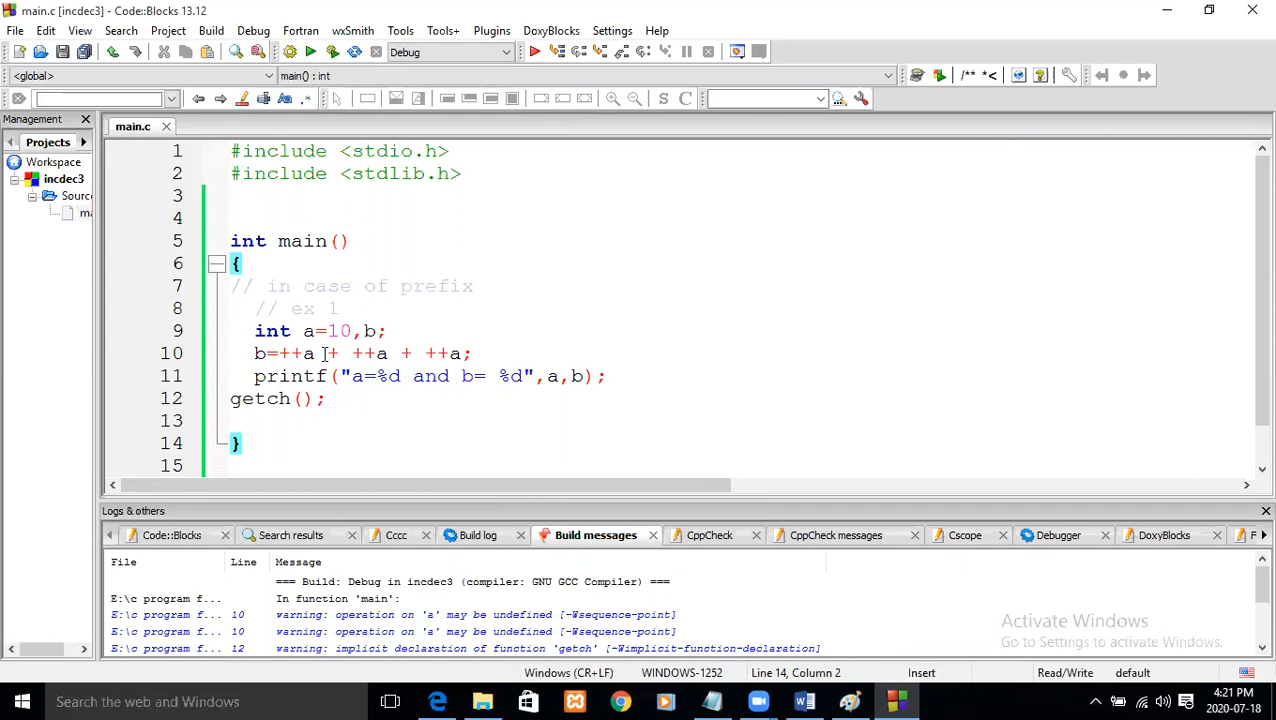 main.c [incdec3] - Code::Blocks 13.12
File Edit View Search Project Build Debug Fortran wxSmith Tools Tools+ Plugins DoxyBlocks Settings Help
Debug
<global> main() : int /** *<
S C
Management
main.c
Projects
Workspace
incdec3
Sourc
ma
1 #include <stdio.h>
2 #include <stdlib.h>
3
4
5 int main()
6 {
7 // in case of prefix
8 // ex 1
9 int a=10,b;
10 b=++a + ++a + ++a;
11 printf("a=%d and b= %d",a,b);
12 getch();
13
14 }
15
Logs & others
Code::Blocks Search results Cccc Build log Build messages CppCheck CppCheck messages Cscope Debugger DoxyBlocks F
File Line Message
=== Build: Debug in incdec3 (compiler: GNU GCC Compiler) ===
E:\c program f... In function 'main':
E:\c program f... 10 warning: operation on 'a' may be undefined [-Wsequence-point]
E:\c program f... 10 warning: operation on 'a' may be undefined [-Wsequence-point]
E:\c program f... 12 warning: implicit declaration of function 'getch' [-Wimplicit-function-declaration]
Activate Windows
Go to Settings to activate Windows.
Windows (CR+LF) WINDOWS-1252 Line 14, Column 2 Insert Read/Write default
Search the web and Windows
4:21 PM
2020-07-18